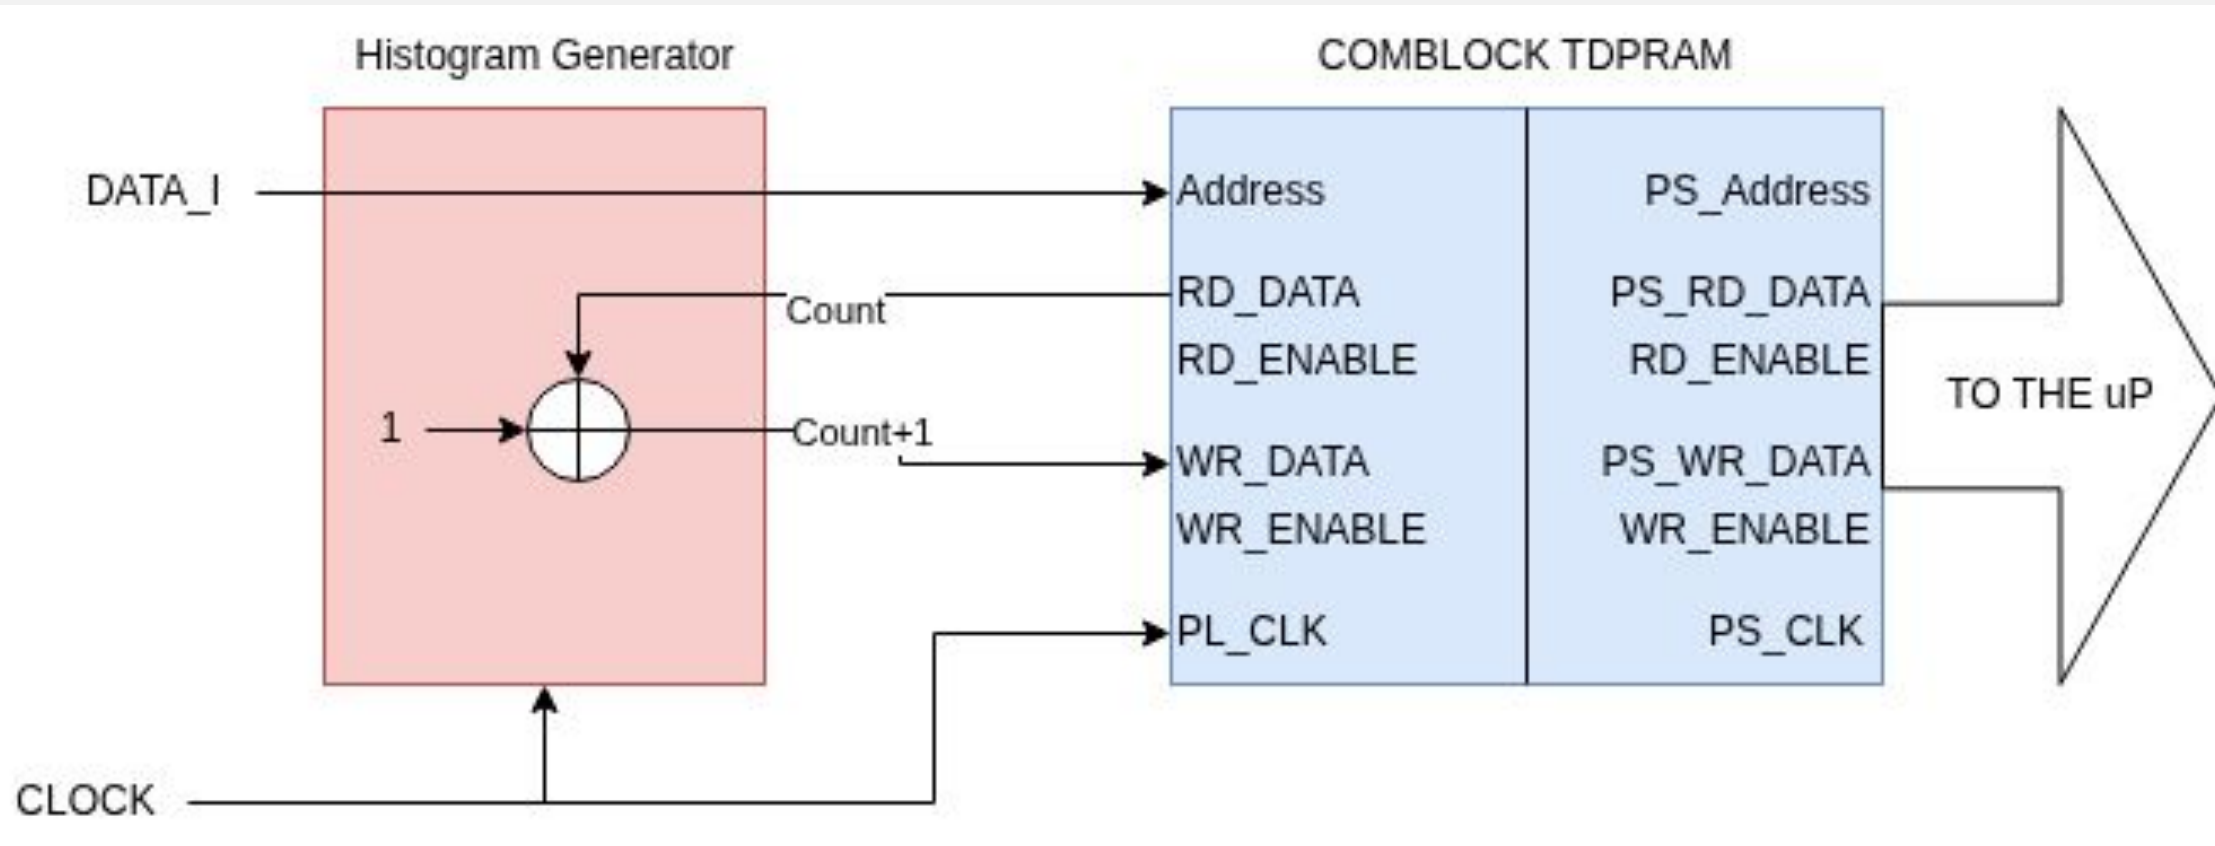 Histogram Generator
COMBLOCK TDPRAM
DATA_I
Address
PS_Address
Count
RD_DATA
PS_RD_DATA
RD_ENABLE
RD_ENABLE
TO THE uP
1
Count+1
WR_DATA
PS_WR_DATA
WR_ENABLE
WR_ENABLE
PL_CLK
PS_CLK
CLOCK